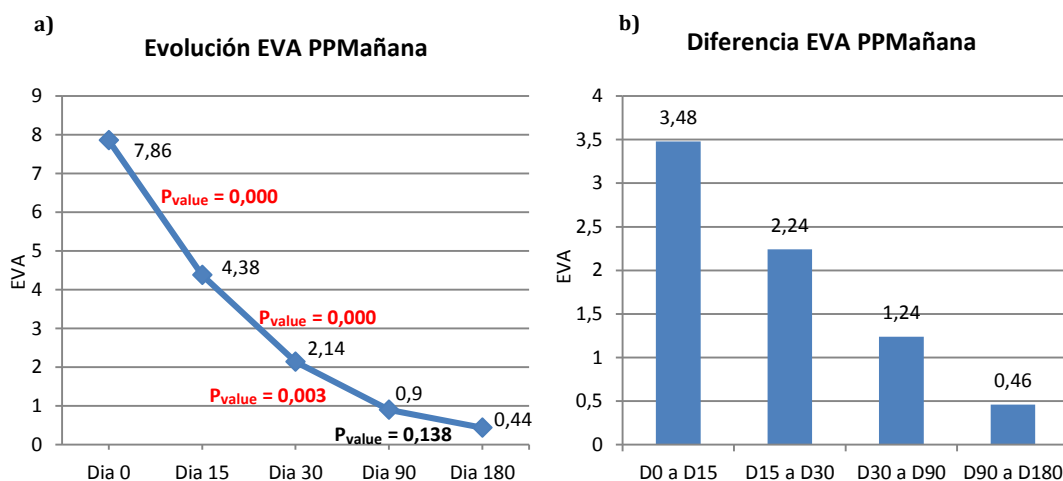 a)
Evolución EVA PPMañana
9
8
7
6
5
4
3
2
1
0
EVA
7,86
4,38
2,14
0,9
0,44
Pvalue = 0,000
Pvalue = 0,000
Pvalue = 0,003
Pvalue = 0,138
Dia 0 Dia 15 Dia 30 Dia 90 Dia 180
b)
Diferencia EVA PPMañana
4
3,5
3
2,5
2
1,5
1
0,5
0
EVA
3,48
2,24
1,24
0,46
D0 a D15 D15 a D30 D30 a D90 D90 a D180